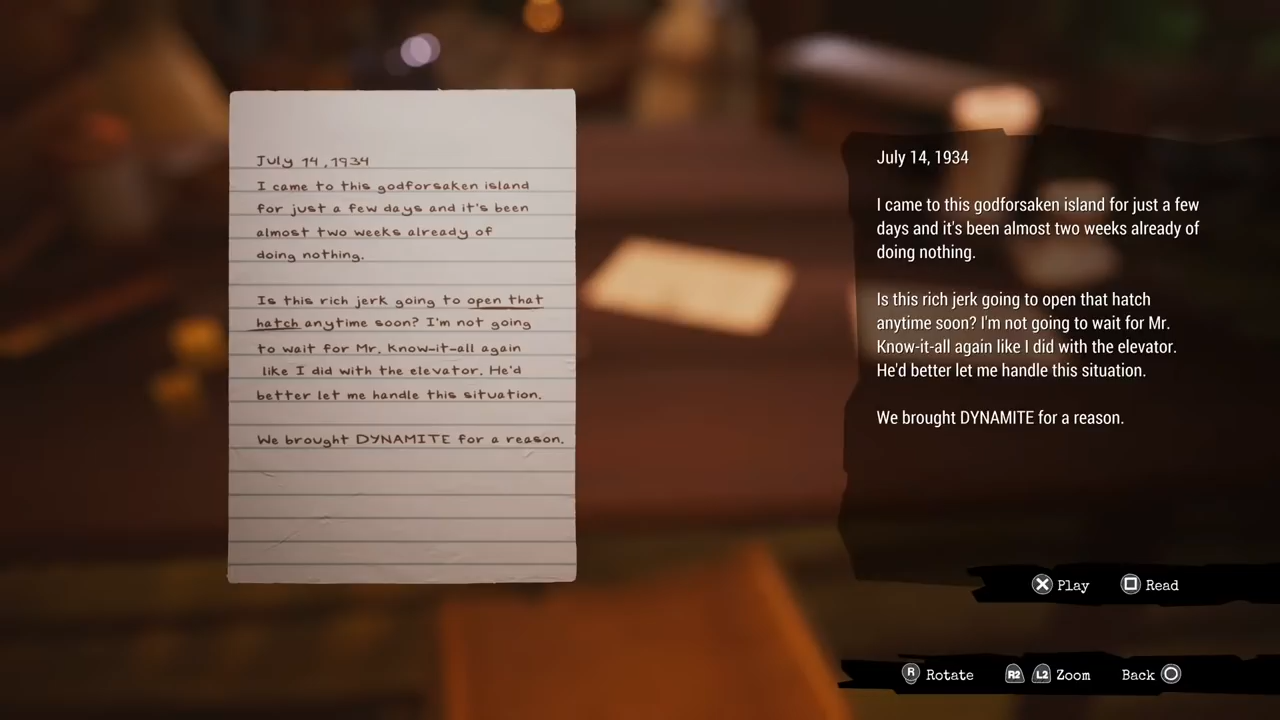 July 14, 1934
I came to this godforsaken island
for just a few days and it's been
almost two weeks already of
doing nothing.
Is this rich jerk going to open that
hatch anytime soon? I'm not going
to wait for Mr. Know-it-all again
like I did with the elevator. He'd
better let me handle this situation.
We brought DYNAMITE for a reason.
July 14, 1934
I came to this godforsaken island for just a few
days and it's been almost two weeks already of
doing nothing.
Is this rich jerk going to open that hatch
anytime soon? I'm not going to wait for Mr.
Know-it-all again like I did with the elevator.
He'd better let me handle this situation.
We brought DYNAMITE for a reason.
Play Read
R Rotate R2 L2 Zoom Back